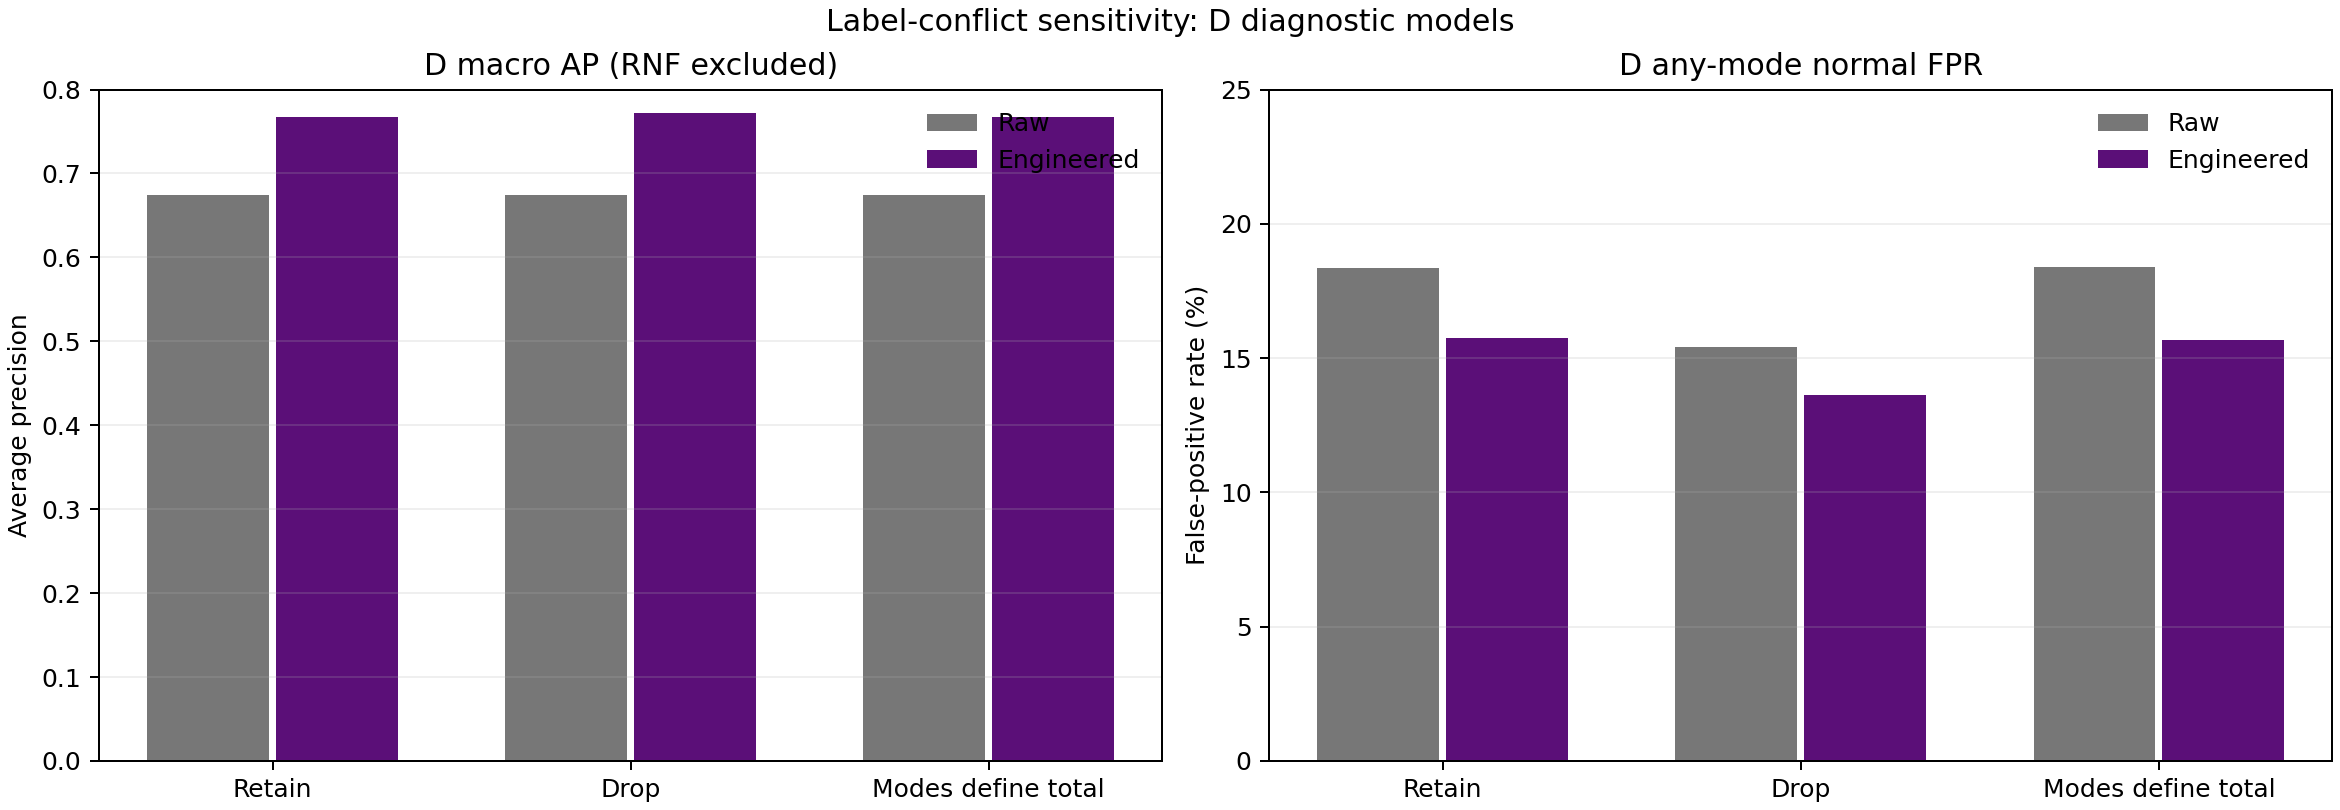 Label-conflict sensitivity: D diagnostic models
D macro AP (RNF excluded)
Average precision
0.8
0.7
0.6
0.5
0.4
0.3
0.2
0.1
0.0
Raw
Engineered
Retain
Drop
Modes define total
D any-mode normal FPR
False-positive rate (%)
25
20
15
10
5
0
Raw
Engineered
Retain
Drop
Modes define total